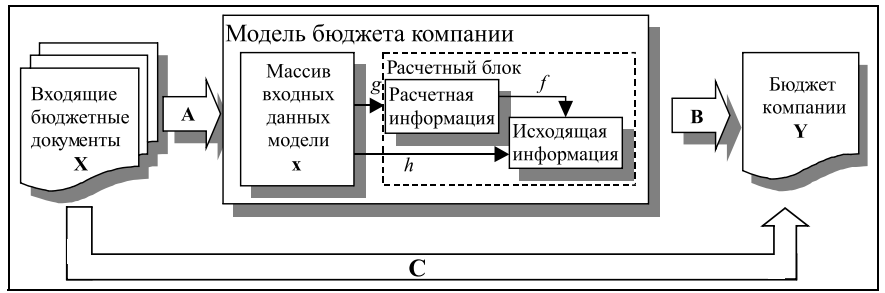 Модель бюджета компании
Входящие
бюджетные
документы
X
A
Массив
входных
данных
модели
x
g
h
Расчетный блок
Расчетная
информация
f
Исходящая
информация
B
Бюджет
компании
Y
C